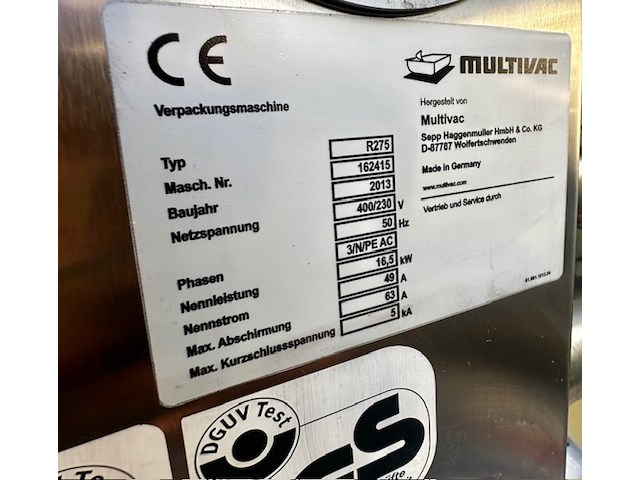 CE
MULTIVAC
Verpackungsmaschine
Hergestellt von
Multivac
Sepp Haggenmuller GmbH & Co. KG
D-87787 Wolfertschwenden
Made in Germany
www.multivac.com
Vertrieb und Service durch
Typ R275
Masch. Nr. 162415
Baujahr 2013
Netzspannung 400/230 V
50 Hz
Phasen 3/N/PE AC
Nennleistung 16,5 kW
Nennstrom 49 A
Max. Abschirmung 63 A
Max. Kurzschlussspannung 5 kA
DGUV Test
GS